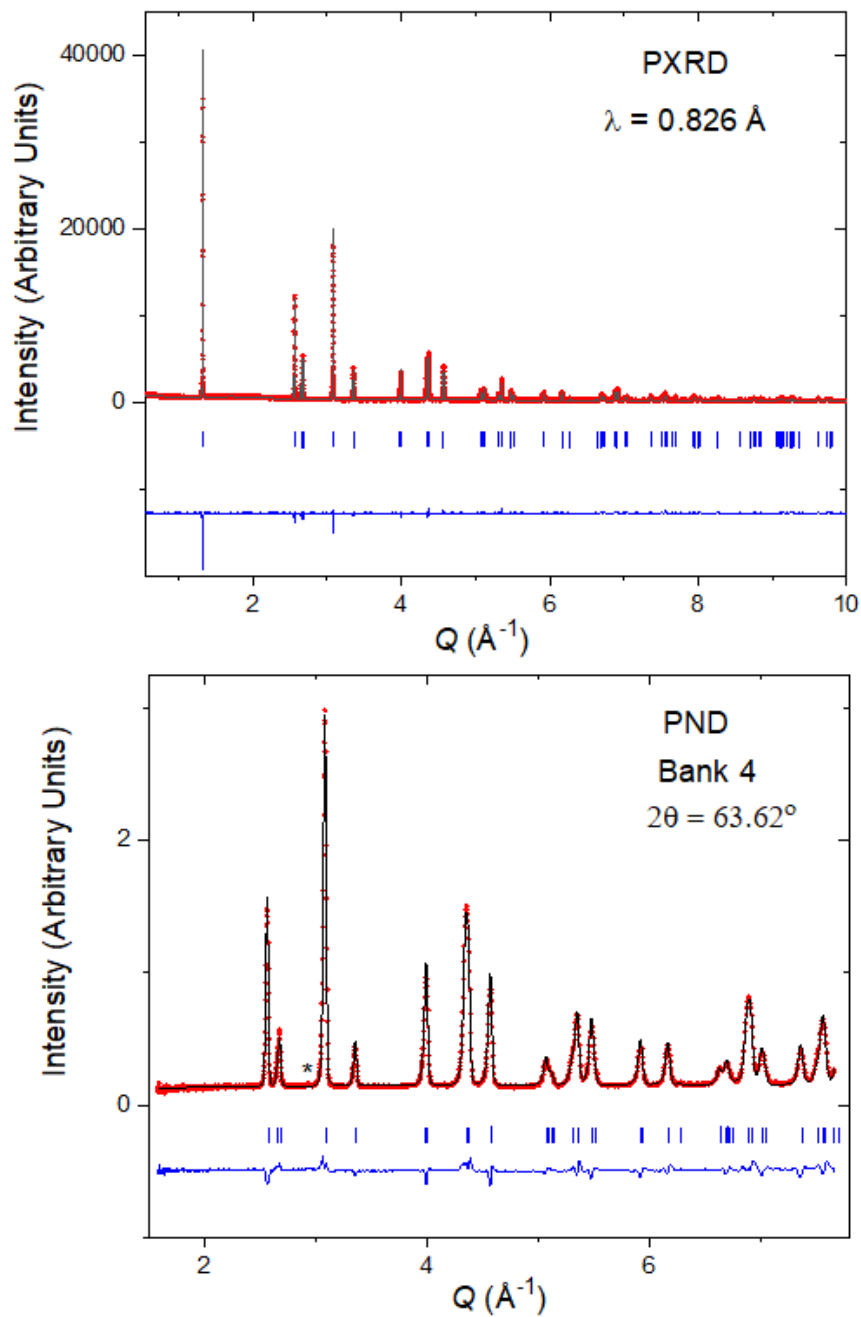 PXRD
λ = 0.826 Å
Intensity (Arbitrary Units)
40000
20000
0
2 4 6 8 10
Q (Å⁻¹)
PND
Bank 4
2θ = 63.62°
Intensity (Arbitrary Units)
2
0
*
2 4 6
Q (Å⁻¹)